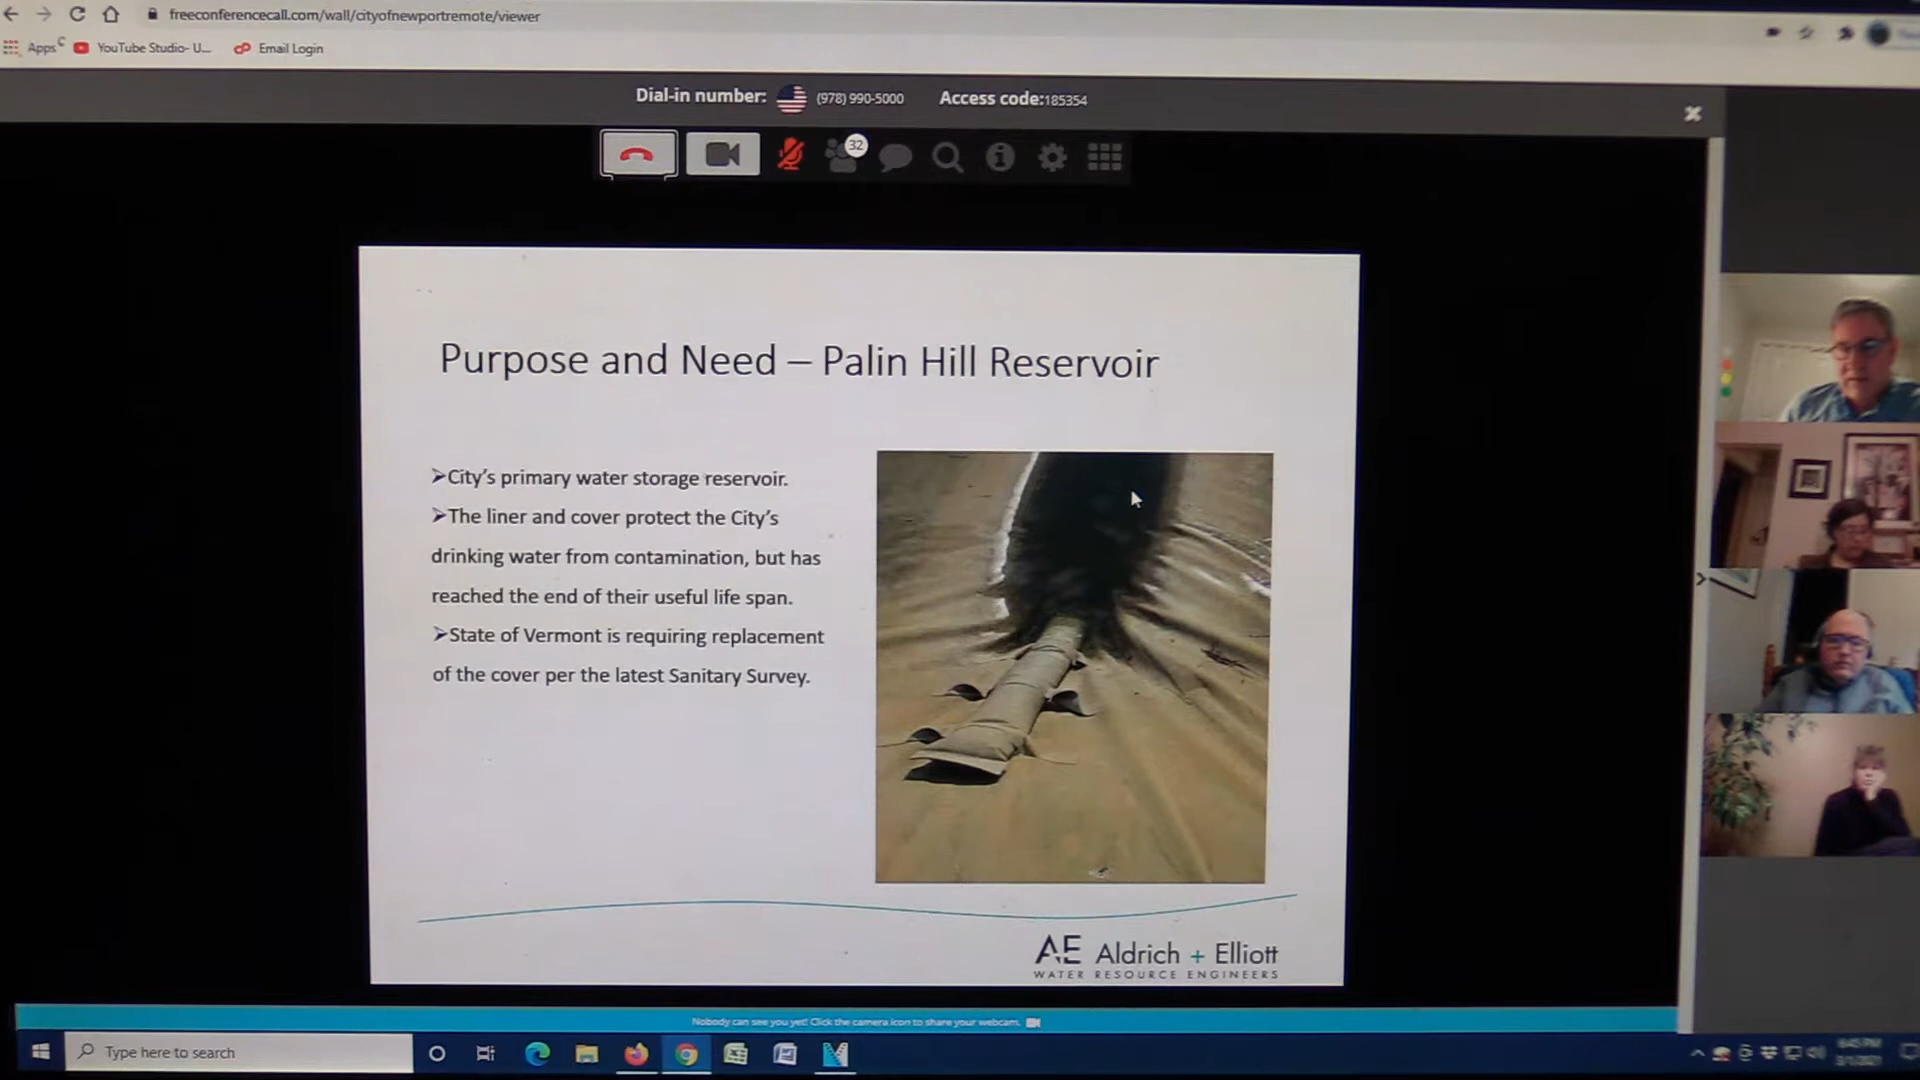 freeconferencecall.com/wall/cityofnewportremote/viewer
Apps
YouTube Studio- U...
Email Login
Dial-in number: (978) 990-5000 Access code:185354
32
Purpose and Need – Palin Hill Reservoir
➢City's primary water storage reservoir.
➢The liner and cover protect the City's
drinking water from contamination, but has
reached the end of their useful life span.
➢State of Vermont is requiring replacement
of the cover per the latest Sanitary Survey.
AE Aldrich + Elliott
WATER RESOURCE ENGINEERS
Nobody can see you yet! Click the camera icon to share your webcam.
Type here to search